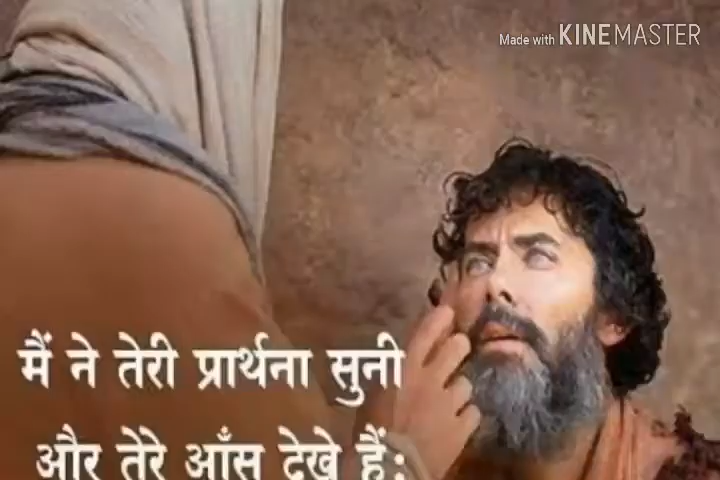 Made with KINEMASTER
मैं ने तेरी प्रार्थना सुनी
और तेरे आँसू देखे हैं;